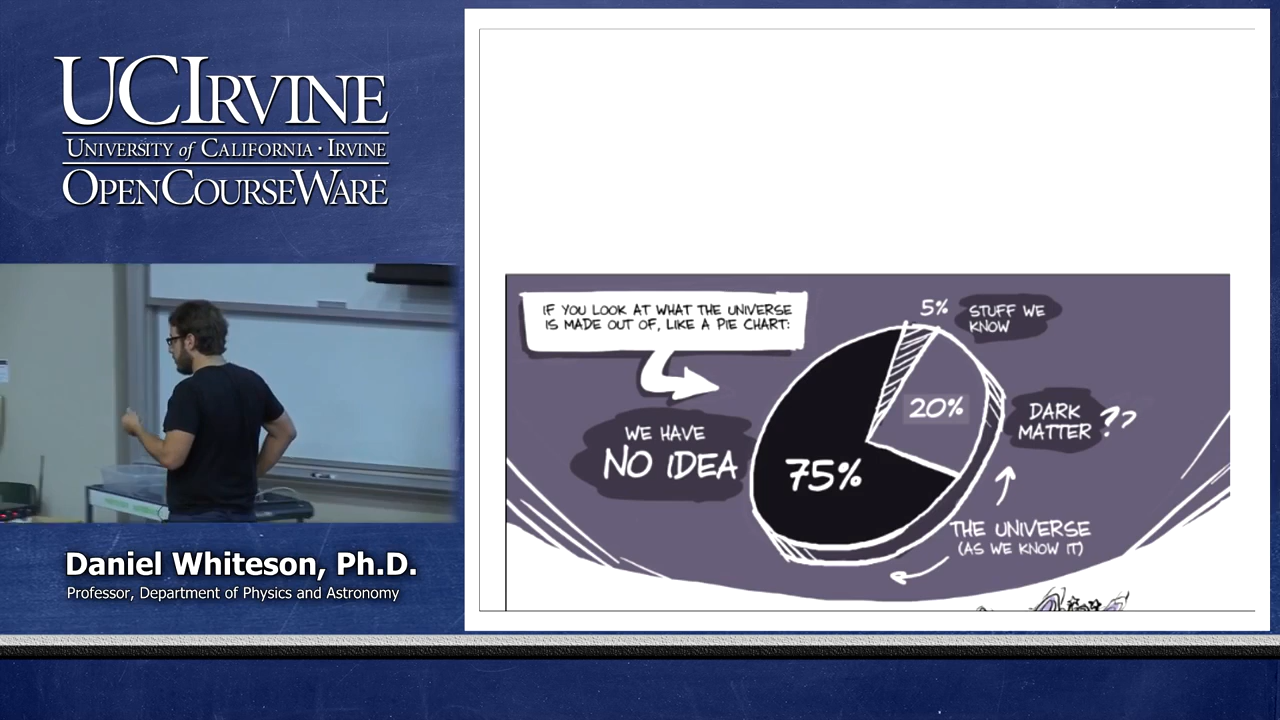 UCIRVINE
UNIVERSITY of CALIFORNIA · IRVINE
OPENCOURSEWARE
Daniel Whiteson, Ph.D.
Professor, Department of Physics and Astronomy
IF YOU LOOK AT WHAT THE UNIVERSE
IS MADE OUT OF, LIKE A PIE CHART:
5%
STUFF WE
KNOW
20%
DARK
MATTER ??
WE HAVE
NO IDEA
75%
THE UNIVERSE
(AS WE KNOW IT)